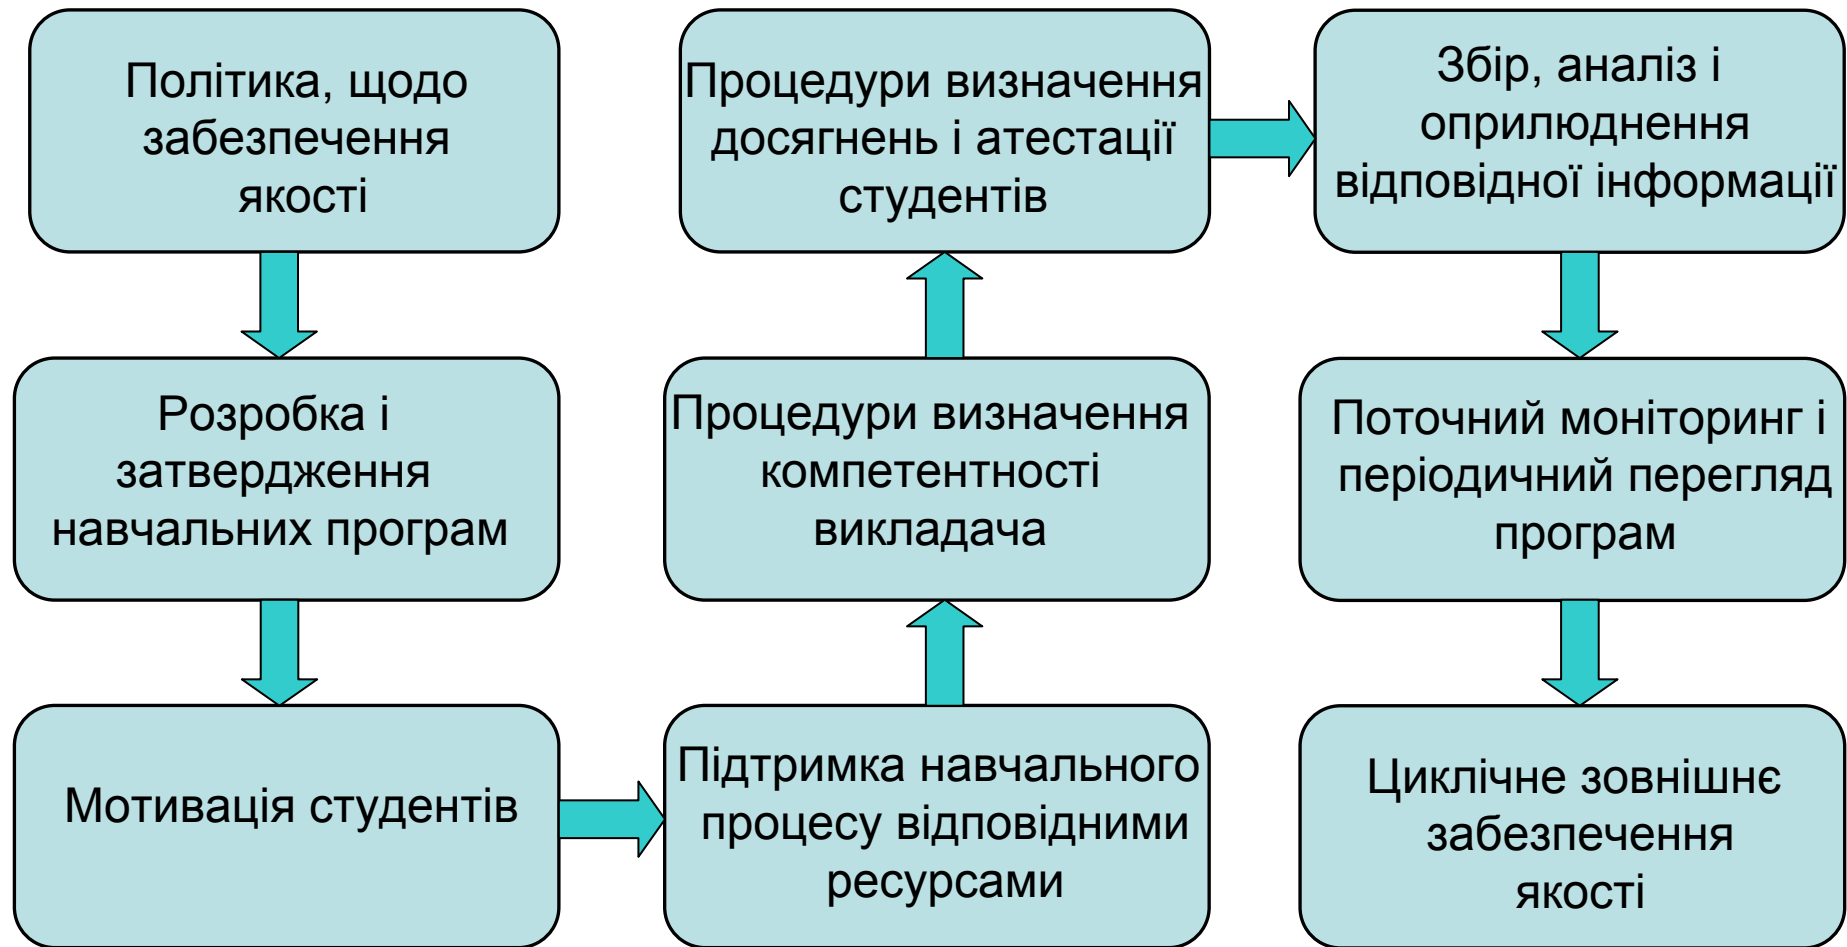 Політика, щодо
забезпечення
якості
Розробка і
затвердження
навчальних програм
Мотивація студентів
Підтримка навчального
процесу відповідними
ресурсами
Процедури визначення
компетентності
викладача
Процедури визначення
досягнень і атестації
студентів
Збір, аналіз і
оприлюднення
відповідної інформації
Поточний моніторинг і
періодичний перегляд
програм
Циклічне зовнішнє
забезпечення
якості